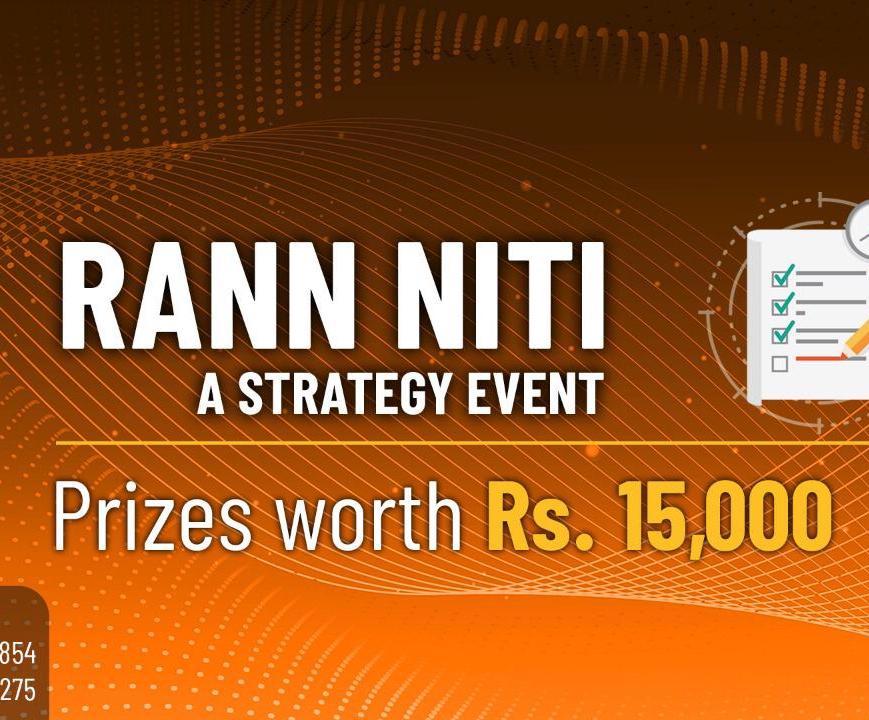 RANN NITI
A STRATEGY EVENT
Prizes worth Rs. 15,000
854
275